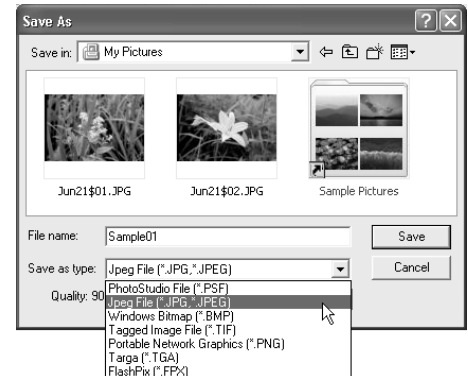 Save As
Save in: My Pictures
Jun21$01.JPG Jun21$02.JPG Sample Pictures
File name: Sample01 Save
Save as type: Jpeg File (*.JPG,*.JPEG) Cancel
Quality: 90
PhotoStudio File (*.PSF)
Jpeg File (*.JPG,*.JPEG)
Windows Bitmap (*.BMP)
Tagged Image File (*.TIF)
Portable Network Graphics (*.PNG)
Targa (*.TGA)
FlashPix (*.FPX)